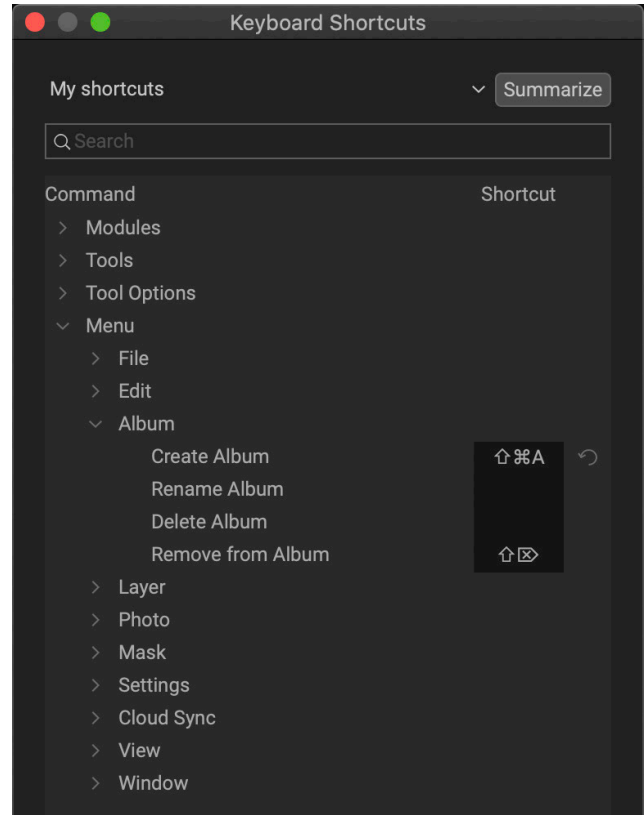 Keyboard Shortcuts
My shortcuts Summarize
Search
Command Shortcut
Modules
Tools
Tool Options
Menu
File
Edit
Album
Create Album ⇧⌘A
Rename Album
Delete Album
Remove from Album ⇧⌦
Layer
Photo
Mask
Settings
Cloud Sync
View
Window